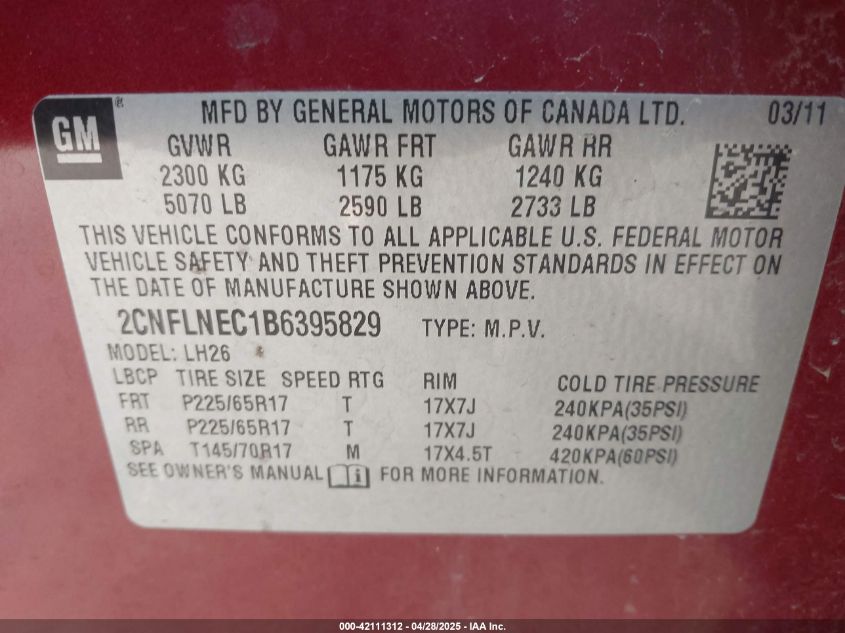 GM®
MFD BY GENERAL MOTORS OF CANADA LTD. 03/11
GVWR GAWR FRT GAWR RR
2300 KG 1175 KG 1240 KG
5070 LB 2590 LB 2733 LB
THIS VEHICLE CONFORMS TO ALL APPLICABLE U.S. FEDERAL MOTOR
VEHICLE SAFETY AND THEFT PREVENTION STANDARDS IN EFFECT ON
THE DATE OF MANUFACTURE SHOWN ABOVE.
2CNFLNEC1B6395829 TYPE: M.P.V.
MODEL: LH26
LBCP TIRE SIZE SPEED RTG RIM COLD TIRE PRESSURE
FRT P225/65R17 T 17X7J 240KPA(35PSI)
RR P225/65R17 T 17X7J 240KPA(35PSI)
SPA T145/70R17 M 17X4.5T 420KPA(60PSI)
SEE OWNER'S MANUAL i FOR MORE INFORMATION.
000-42111312 - 04/28/2025 - IAA Inc.